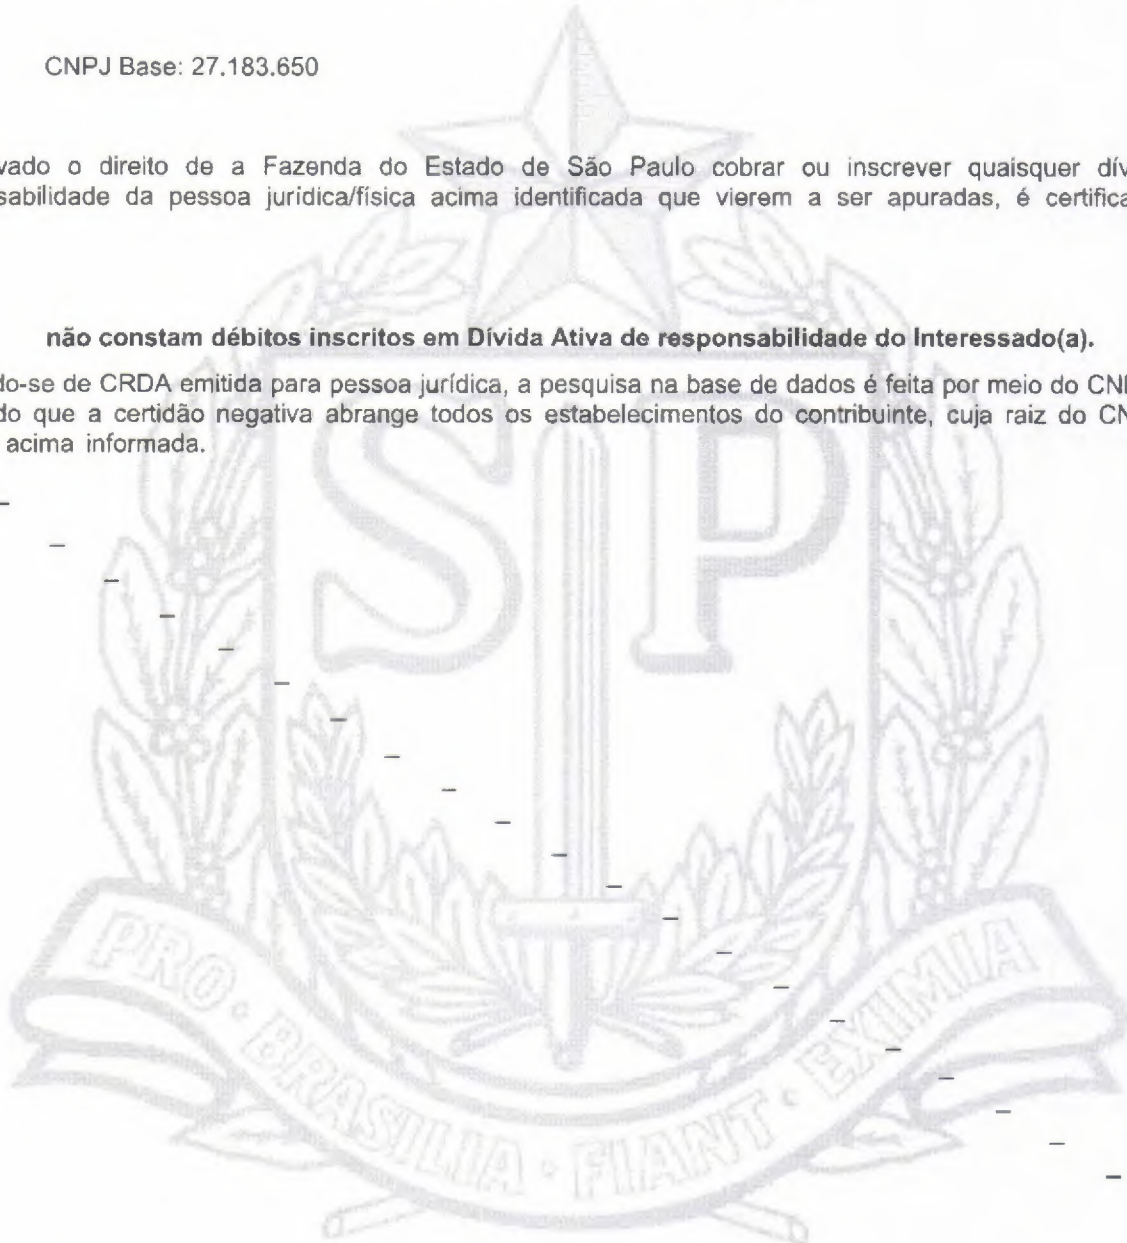 CNPJ Base: 27.183.650
vado o direito de a Fazenda do Estado de São Paulo cobrar ou inscrever quaisquer dív
sabilidade da pessoa jurídica/física acima identificada que vierem a ser apuradas, é certifica
não constam débitos inscritos em Dívida Ativa de responsabilidade do Interessado(a).
do-se de CRDA emitida para pessoa jurídica, a pesquisa na base de dados é feita por meio do CN
do que a certidão negativa abrange todos os estabelecimentos do contribuinte, cuja raiz do CN
acima informada.
SP
PRO · BRASILIA · FIANT · EXIMIA